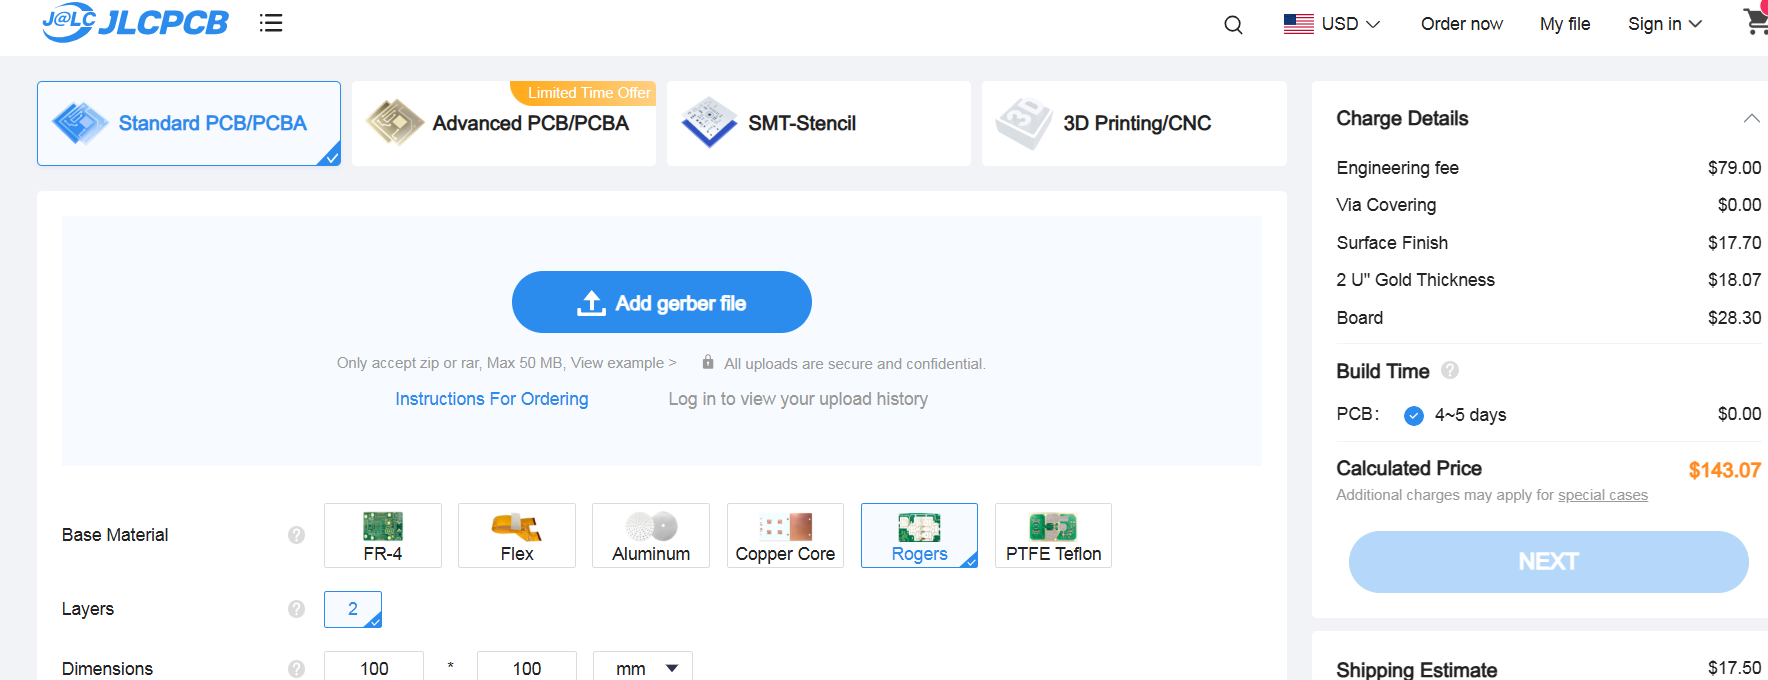 J@LC JLCPCB
USD
Order now
My file
Sign in
Standard PCB/PCBA
Limited Time Offer
Advanced PCB/PCBA
SMT-Stencil
3D
3D Printing/CNC
Add gerber file
Only accept zip or rar, Max 50 MB, View example >
All uploads are secure and confidential.
Instructions For Ordering
Log in to view your upload history
Base Material
?
FR-4
Flex
Aluminum
Copper Core
Rogers
PTFE Teflon
Layers
?
2
Dimensions
?
100
*
100
mm
Charge Details
Engineering fee
$79.00
Via Covering
$0.00
Surface Finish
$17.70
2 U" Gold Thickness
$18.07
Board
$28.30
Build Time
?
PCB:
4~5 days
$0.00
Calculated Price
$143.07
Additional charges may apply for special cases
NEXT
Shipping Estimate
$17.50